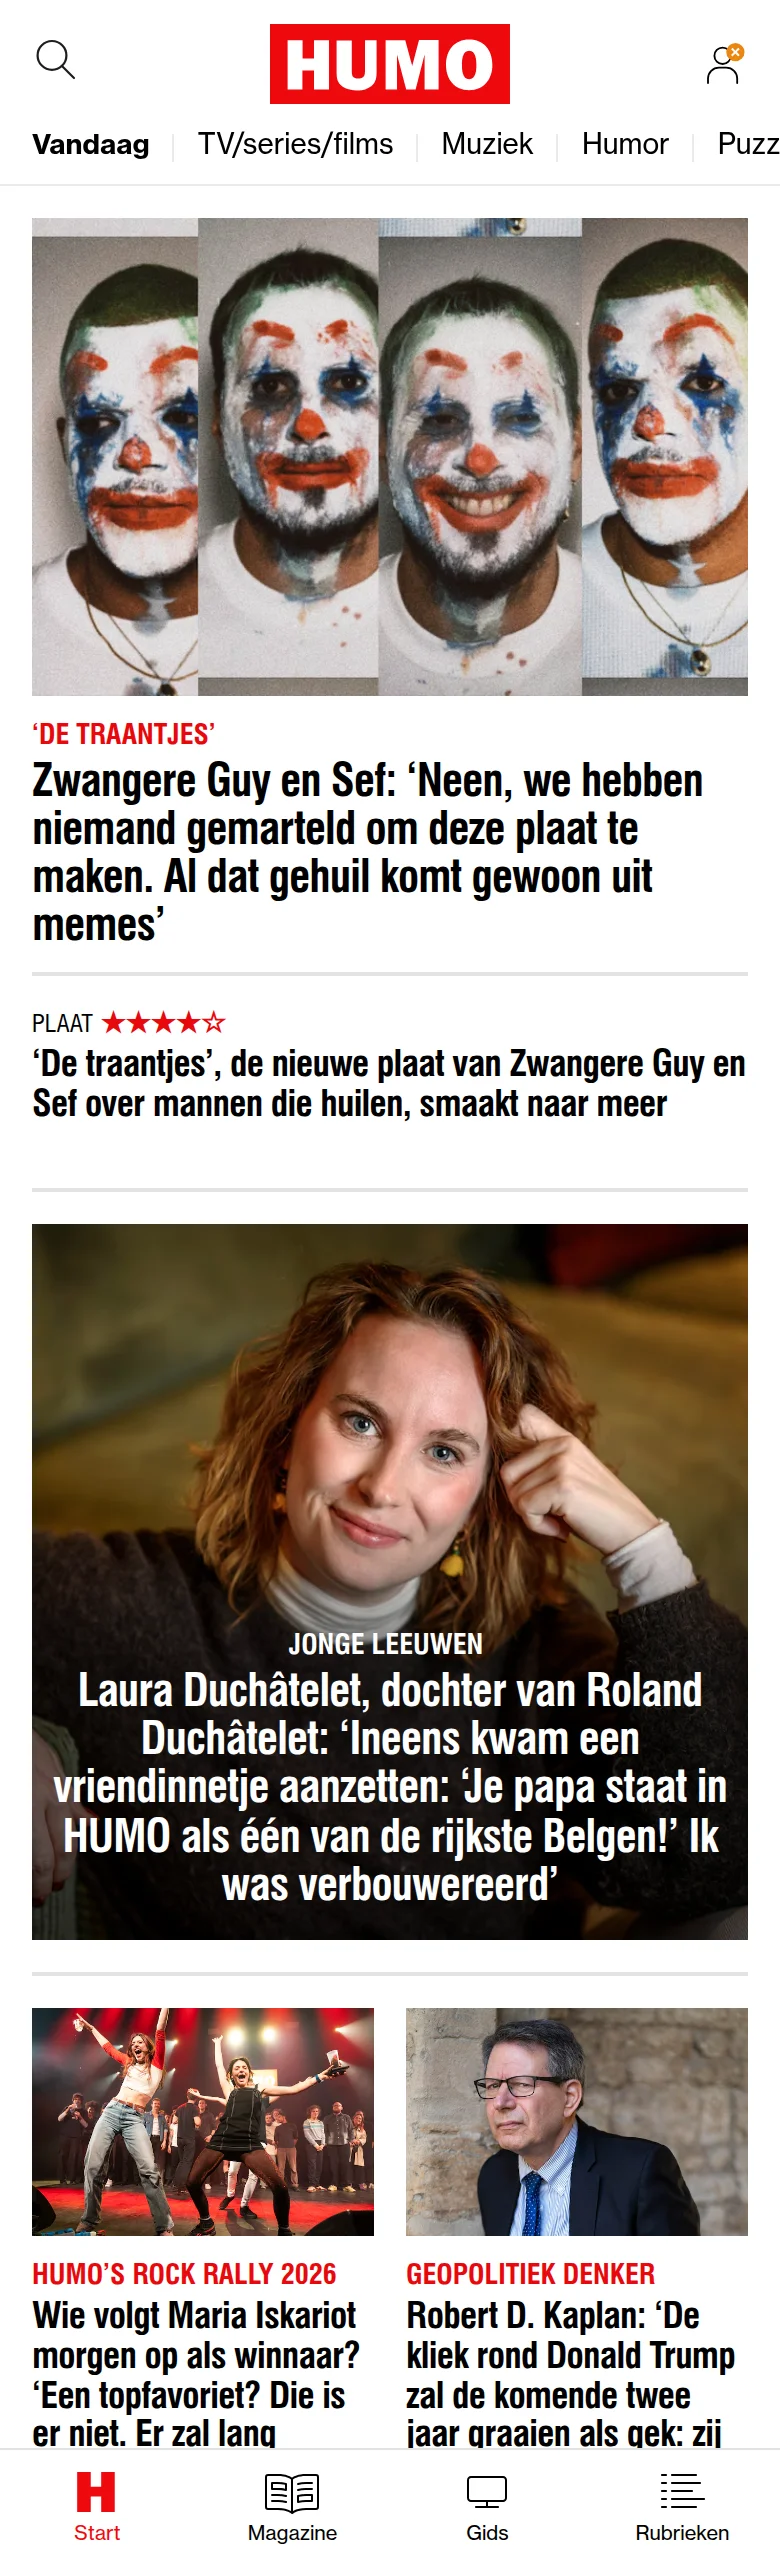 HUMO
Vandaag
TV/series/films
Muziek
Humor
Puzz
‘DE TRAANTJES’
Zwangere Guy en Sef: ‘Neen, we hebben
niemand gemarteld om deze plaat te
maken. Al dat gehuil komt gewoon uit
memes’
PLAAT ★★★★☆
‘De traantjes’, de nieuwe plaat van Zwangere Guy en
Sef over mannen die huilen, smaakt naar meer
JONGE LEEUWEN
Laura Duchâtelet, dochter van Roland
Duchâtelet: ‘Ineens kwam een
vriendinnetje aanzetten: ‘Je papa staat in
HUMO als één van de rijkste Belgen!’ Ik
was verbouwereerd’
HUMO’S ROCK RALLY 2026
Wie volgt Maria Iskariot
morgen op als winnaar?
‘Een topfavoriet? Die is
er niet. Er zal lang
GEOPOLITIEK DENKER
Robert D. Kaplan: ‘De
kliek rond Donald Trump
zal de komende twee
jaar graaien als gek: zij
H
Start
Magazine
Gids
Rubrieken